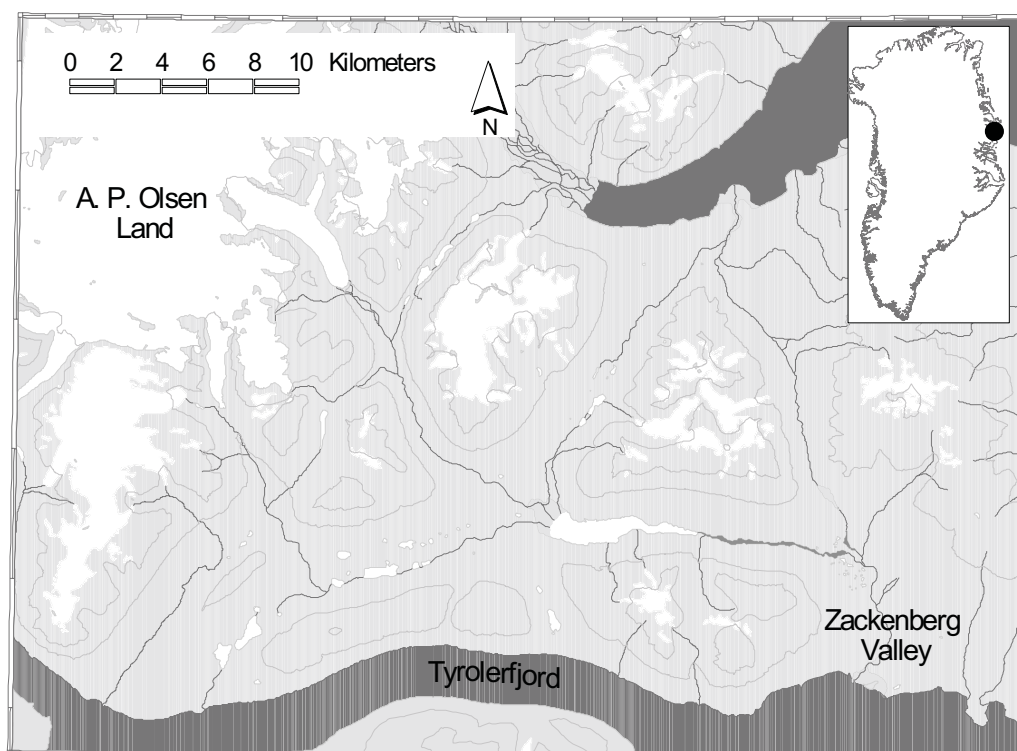 0 2 4 6 8 10 Kilometers
N
A. P. Olsen
Land
Zackenberg
Valley
Tyrolerfjord